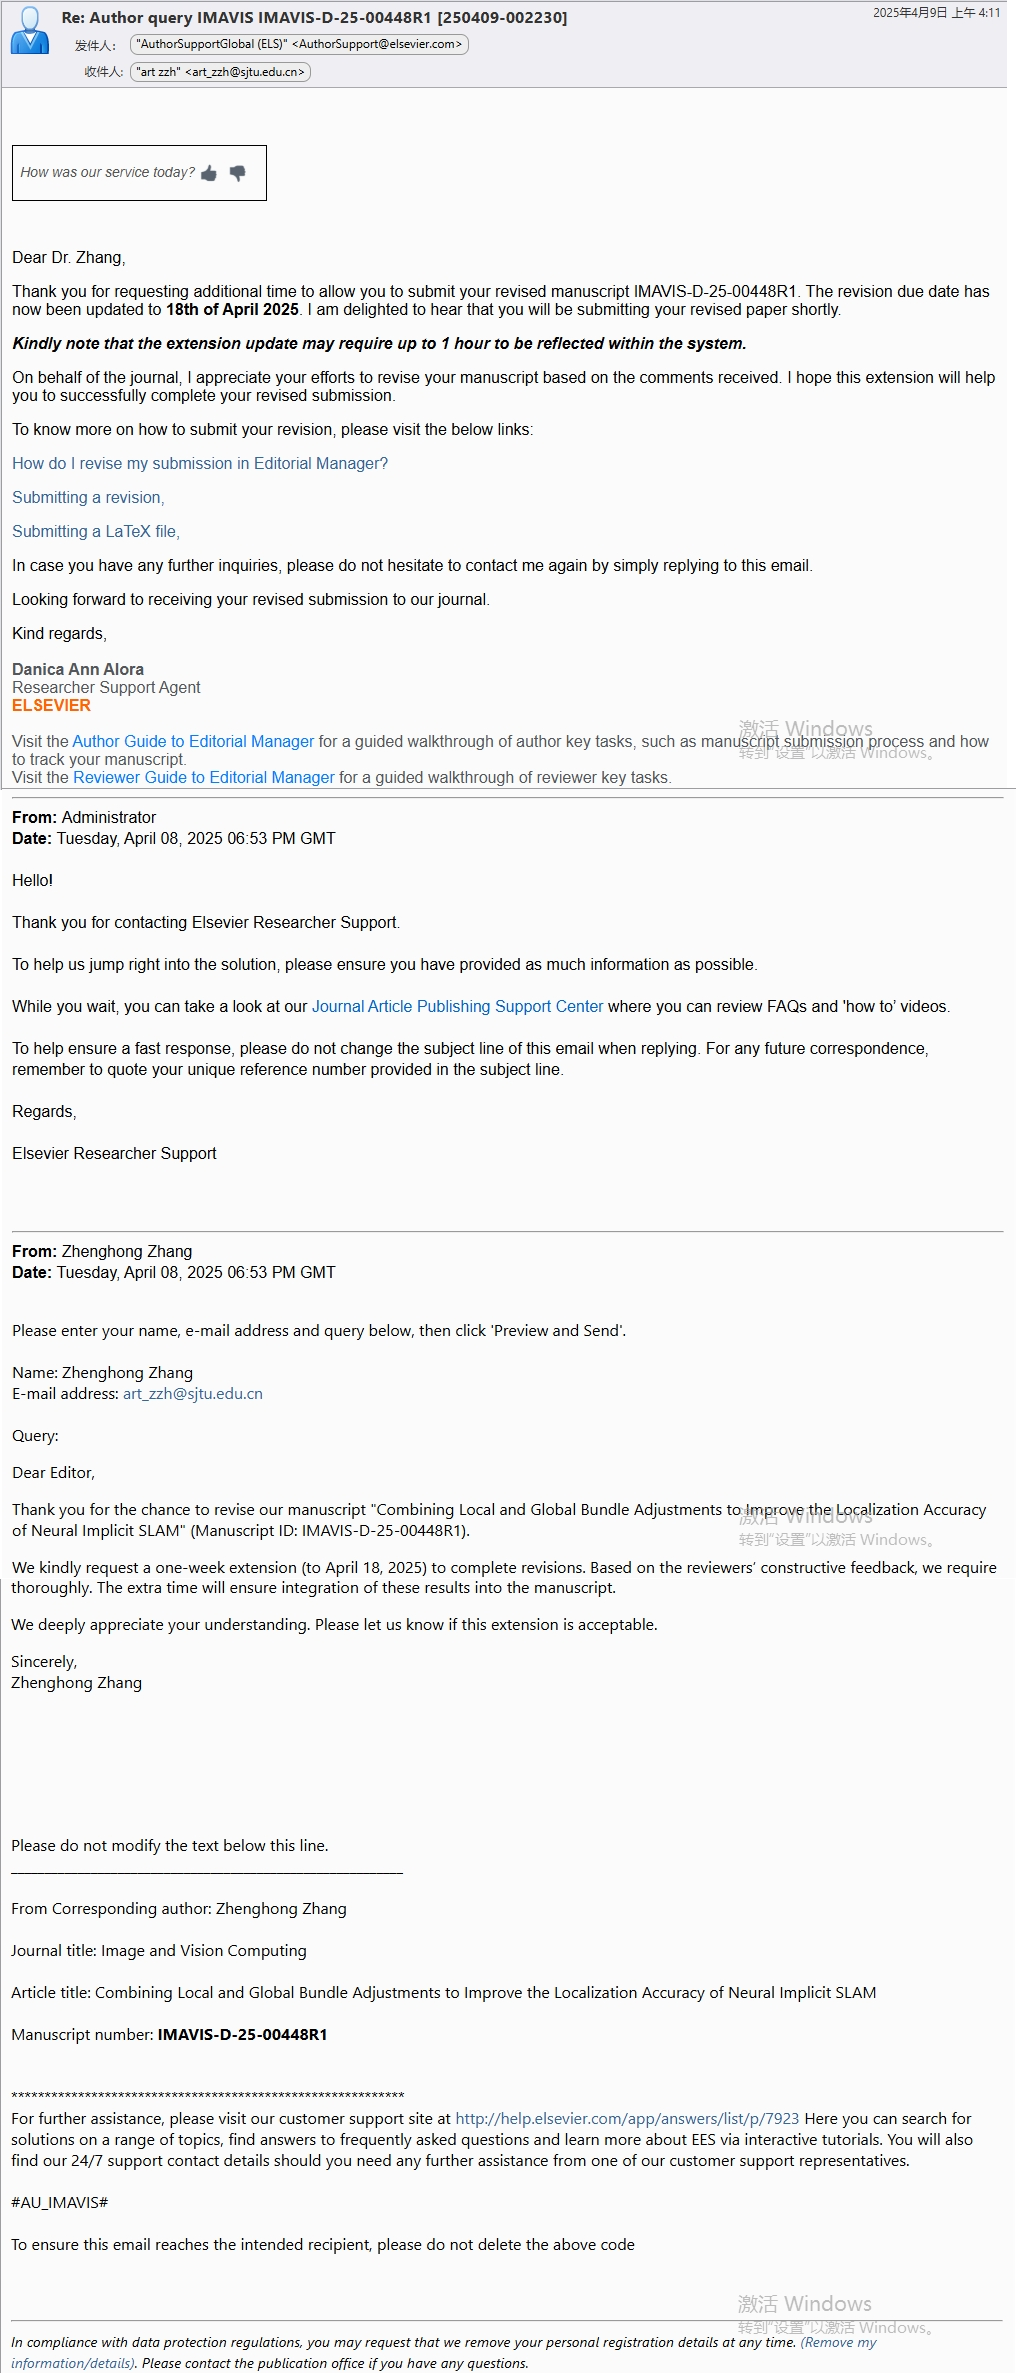 Re: Author query IMAVIS IMAVIS-D-25-00448R1 [250409-002230]
2025年4月9日 上午 4:11
发件人: "AuthorSupportGlobal (ELS)" <AuthorSupport@elsevier.com>
收件人: "art zzh" <art_zzh@sjtu.edu.cn>
How was our service today?
Dear Dr. Zhang,
Thank you for requesting additional time to allow you to submit your revised manuscript IMAVIS-D-25-00448R1. The revision due date has
now been updated to 18th of April 2025. I am delighted to hear that you will be submitting your revised paper shortly.
Kindly note that the extension update may require up to 1 hour to be reflected within the system.
On behalf of the journal, I appreciate your efforts to revise your manuscript based on the comments received. I hope this extension will help
you to successfully complete your revised submission.
To know more on how to submit your revision, please visit the below links:
How do I revise my submission in Editorial Manager?
Submitting a revision,
Submitting a LaTeX file,
In case you have any further inquiries, please do not hesitate to contact me again by simply replying to this email.
Looking forward to receiving your revised submission to our journal.
Kind regards,
Danica Ann Alora
Researcher Support Agent
ELSEVIER
激活 Windows
Visit the Author Guide to Editorial Manager for a guided walkthrough of author key tasks, such as manuscript submission process and how
转到"设置"以激活 Windows。
to track your manuscript.
Visit the Reviewer Guide to Editorial Manager for a guided walkthrough of reviewer key tasks.
From: Administrator
Date: Tuesday, April 08, 2025 06:53 PM GMT
Hello!
Thank you for contacting Elsevier Researcher Support.
To help us jump right into the solution, please ensure you have provided as much information as possible.
While you wait, you can take a look at our Journal Article Publishing Support Center where you can review FAQs and 'how to' videos.
To help ensure a fast response, please do not change the subject line of this email when replying. For any future correspondence,
remember to quote your unique reference number provided in the subject line.
Regards,
Elsevier Researcher Support
From: Zhenghong Zhang
Date: Tuesday, April 08, 2025 06:53 PM GMT
Please enter your name, e-mail address and query below, then click 'Preview and Send'.
Name: Zhenghong Zhang
E-mail address: art_zzh@sjtu.edu.cn
Query:
Dear Editor,
Thank you for the chance to revise our manuscript "Combining Local and Global Bundle Adjustments to Improve the Localization Accuracy
激活 Windows
of Neural Implicit SLAM" (Manuscript ID: IMAVIS-D-25-00448R1).
转到"设置"以激活 Windows。
We kindly request a one-week extension (to April 18, 2025) to complete revisions. Based on the reviewers' constructive feedback, we require
thoroughly. The extra time will ensure integration of these results into the manuscript.
We deeply appreciate your understanding. Please let us know if this extension is acceptable.
Sincerely,
Zhenghong Zhang
Please do not modify the text below this line.
___________________________________________________________
From Corresponding author: Zhenghong Zhang
Journal title: Image and Vision Computing
Article title: Combining Local and Global Bundle Adjustments to Improve the Localization Accuracy of Neural Implicit SLAM
Manuscript number: IMAVIS-D-25-00448R1
***********************************************************
For further assistance, please visit our customer support site at http://help.elsevier.com/app/answers/list/p/7923 Here you can search for
solutions on a range of topics, find answers to frequently asked questions and learn more about EES via interactive tutorials. You will also
find our 24/7 support contact details should you need any further assistance from one of our customer support representatives.
#AU_IMAVIS#
To ensure this email reaches the intended recipient, please do not delete the above code
激活 Windows
转到"设置"以激活 Windows。
In compliance with data protection regulations, you may request that we remove your personal registration details at any time. (Remove my
information/details). Please contact the publication office if you have any questions.